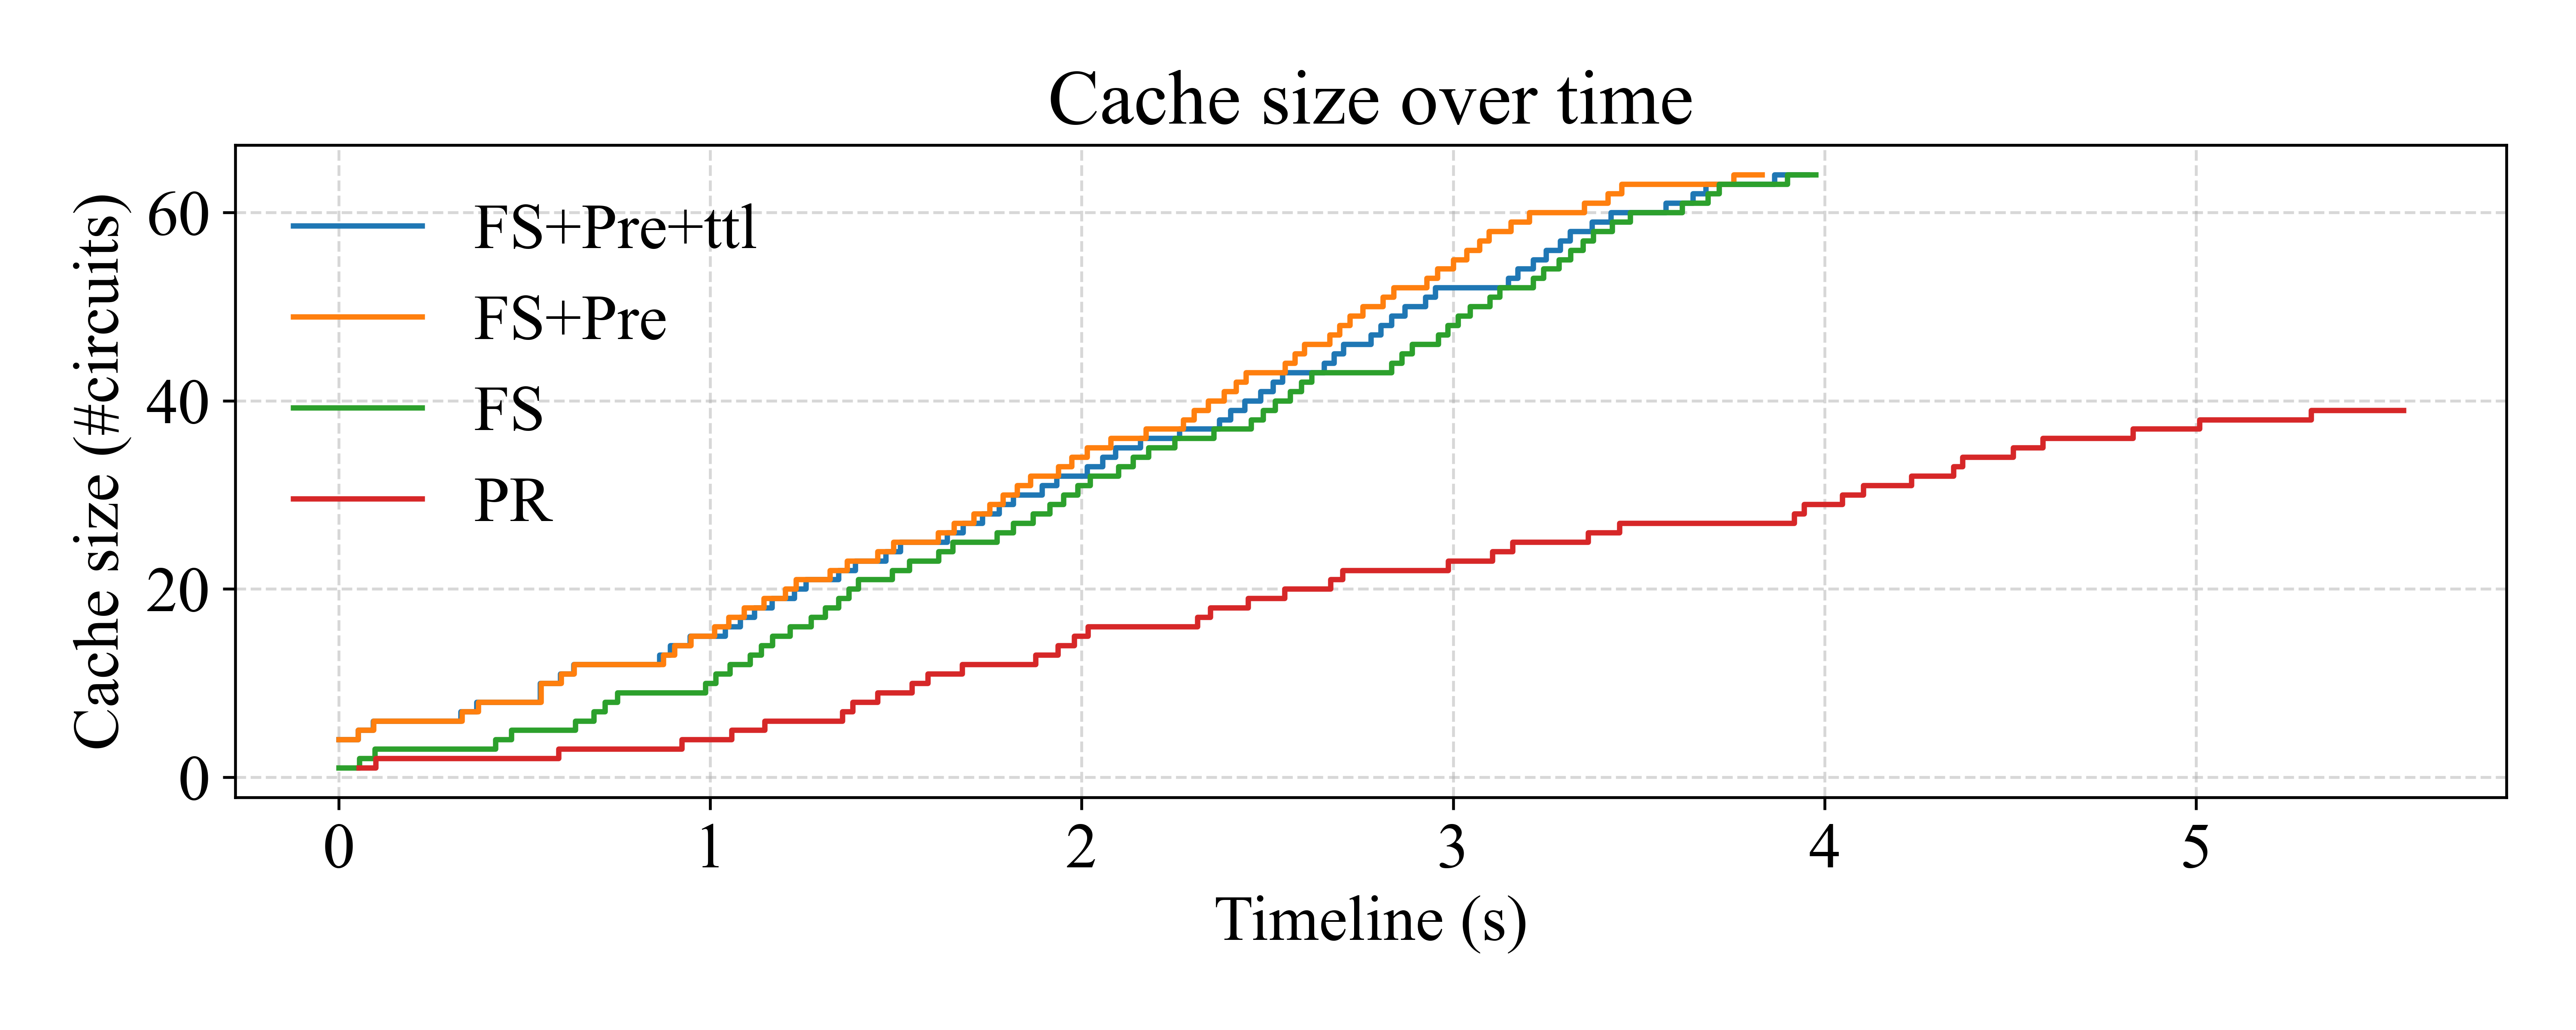 Cache size over time
Cache size (#circuits)
60
40
20
0
FS+Pre+ttl
FS+Pre
FS
PR
0 1 2 3 4 5
Timeline (s)